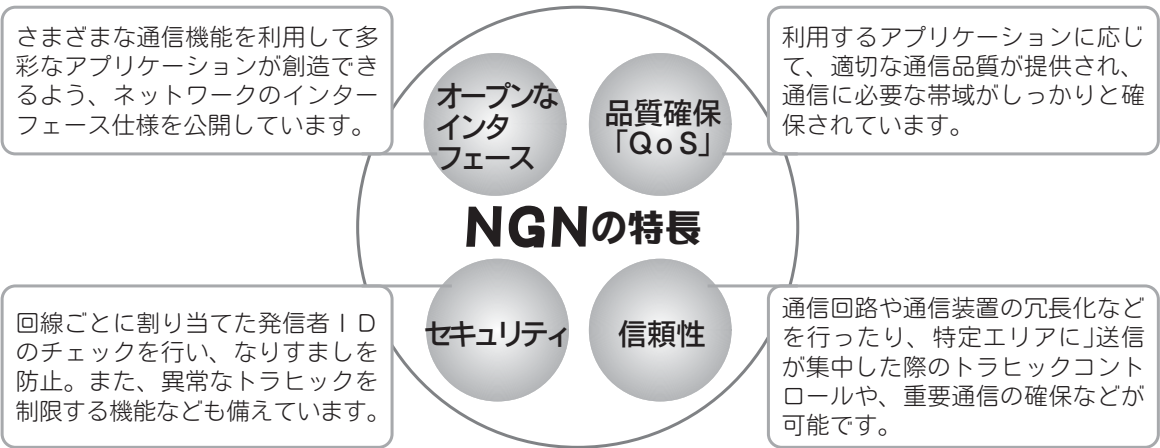 さまざまな通信機能を利用して多
彩なアプリケーションが創造でき
るよう、ネットワークのインター
フェース仕様を公開しています。
オープンな
インタ
フェース
品質確保
「ＱｏＳ」
利用するアプリケーションに応じ
て、適切な通信品質が提供され、
通信に必要な帯域がしっかりと確
保されています。
NGNの特長
回線ごとに割り当てた発信者ＩＤ
のチェックを行い、なりすましを
防止。また、異常なトラヒックを
制限する機能なども備えています。
セキュリティ
信頼性
通信回路や通信装置の冗長化など
を行ったり、特定エリアに｣送信
が集中した際のトラヒックコント
ロールや、重要通信の確保などが
可能です。